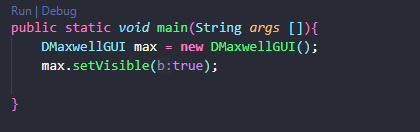 Run | Debug
public static void main(String args []){
    DMaxwellGUI max = new DMaxwellGUI();
    max.setVisible(b:true);
}